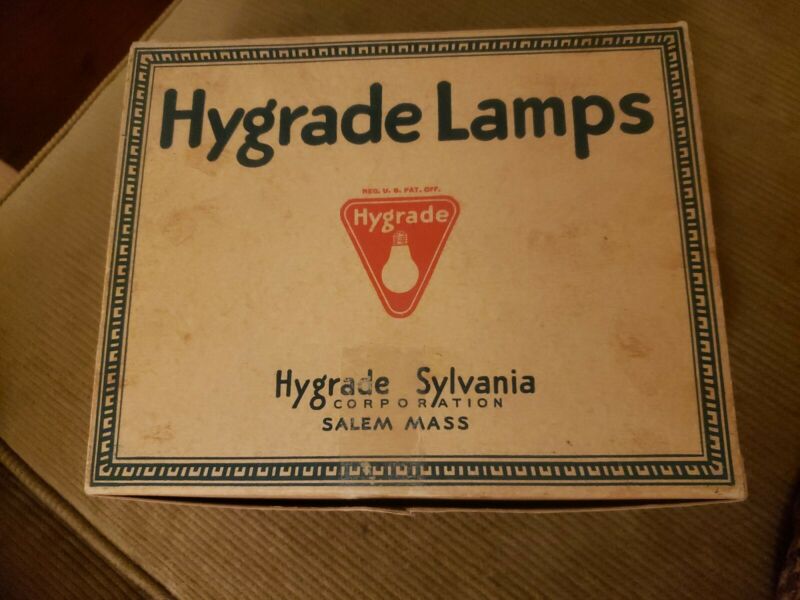 Hygrade Lamps
REG. U. S. PAT. OFF.
Hygrade
Hygrade Sylvania
CORPORATION
SALEM MASS